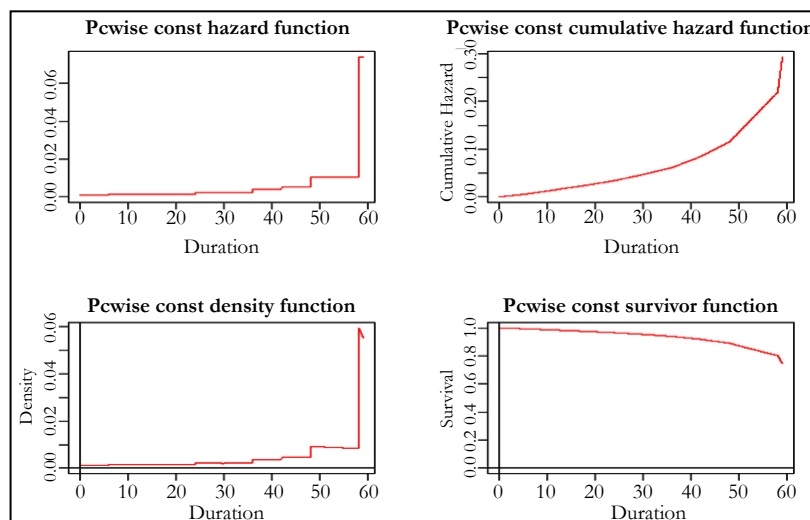 Pcwise const hazard function
0.00 0.02 0.04 0.06
0 10 20 30 40 50 60
Duration
Pcwise const cumulative hazard function
Cumulative Hazard
0.00 0.10 0.20 0.30
0 10 20 30 40 50 60
Duration
Pcwise const density function
Density
0.00 0.02 0.04 0.06
0 10 20 30 40 50 60
Duration
Pcwise const survivor function
Survival
0.0 0.2 0.4 0.6 0.8 1.0
0 10 20 30 40 50 60
Duration